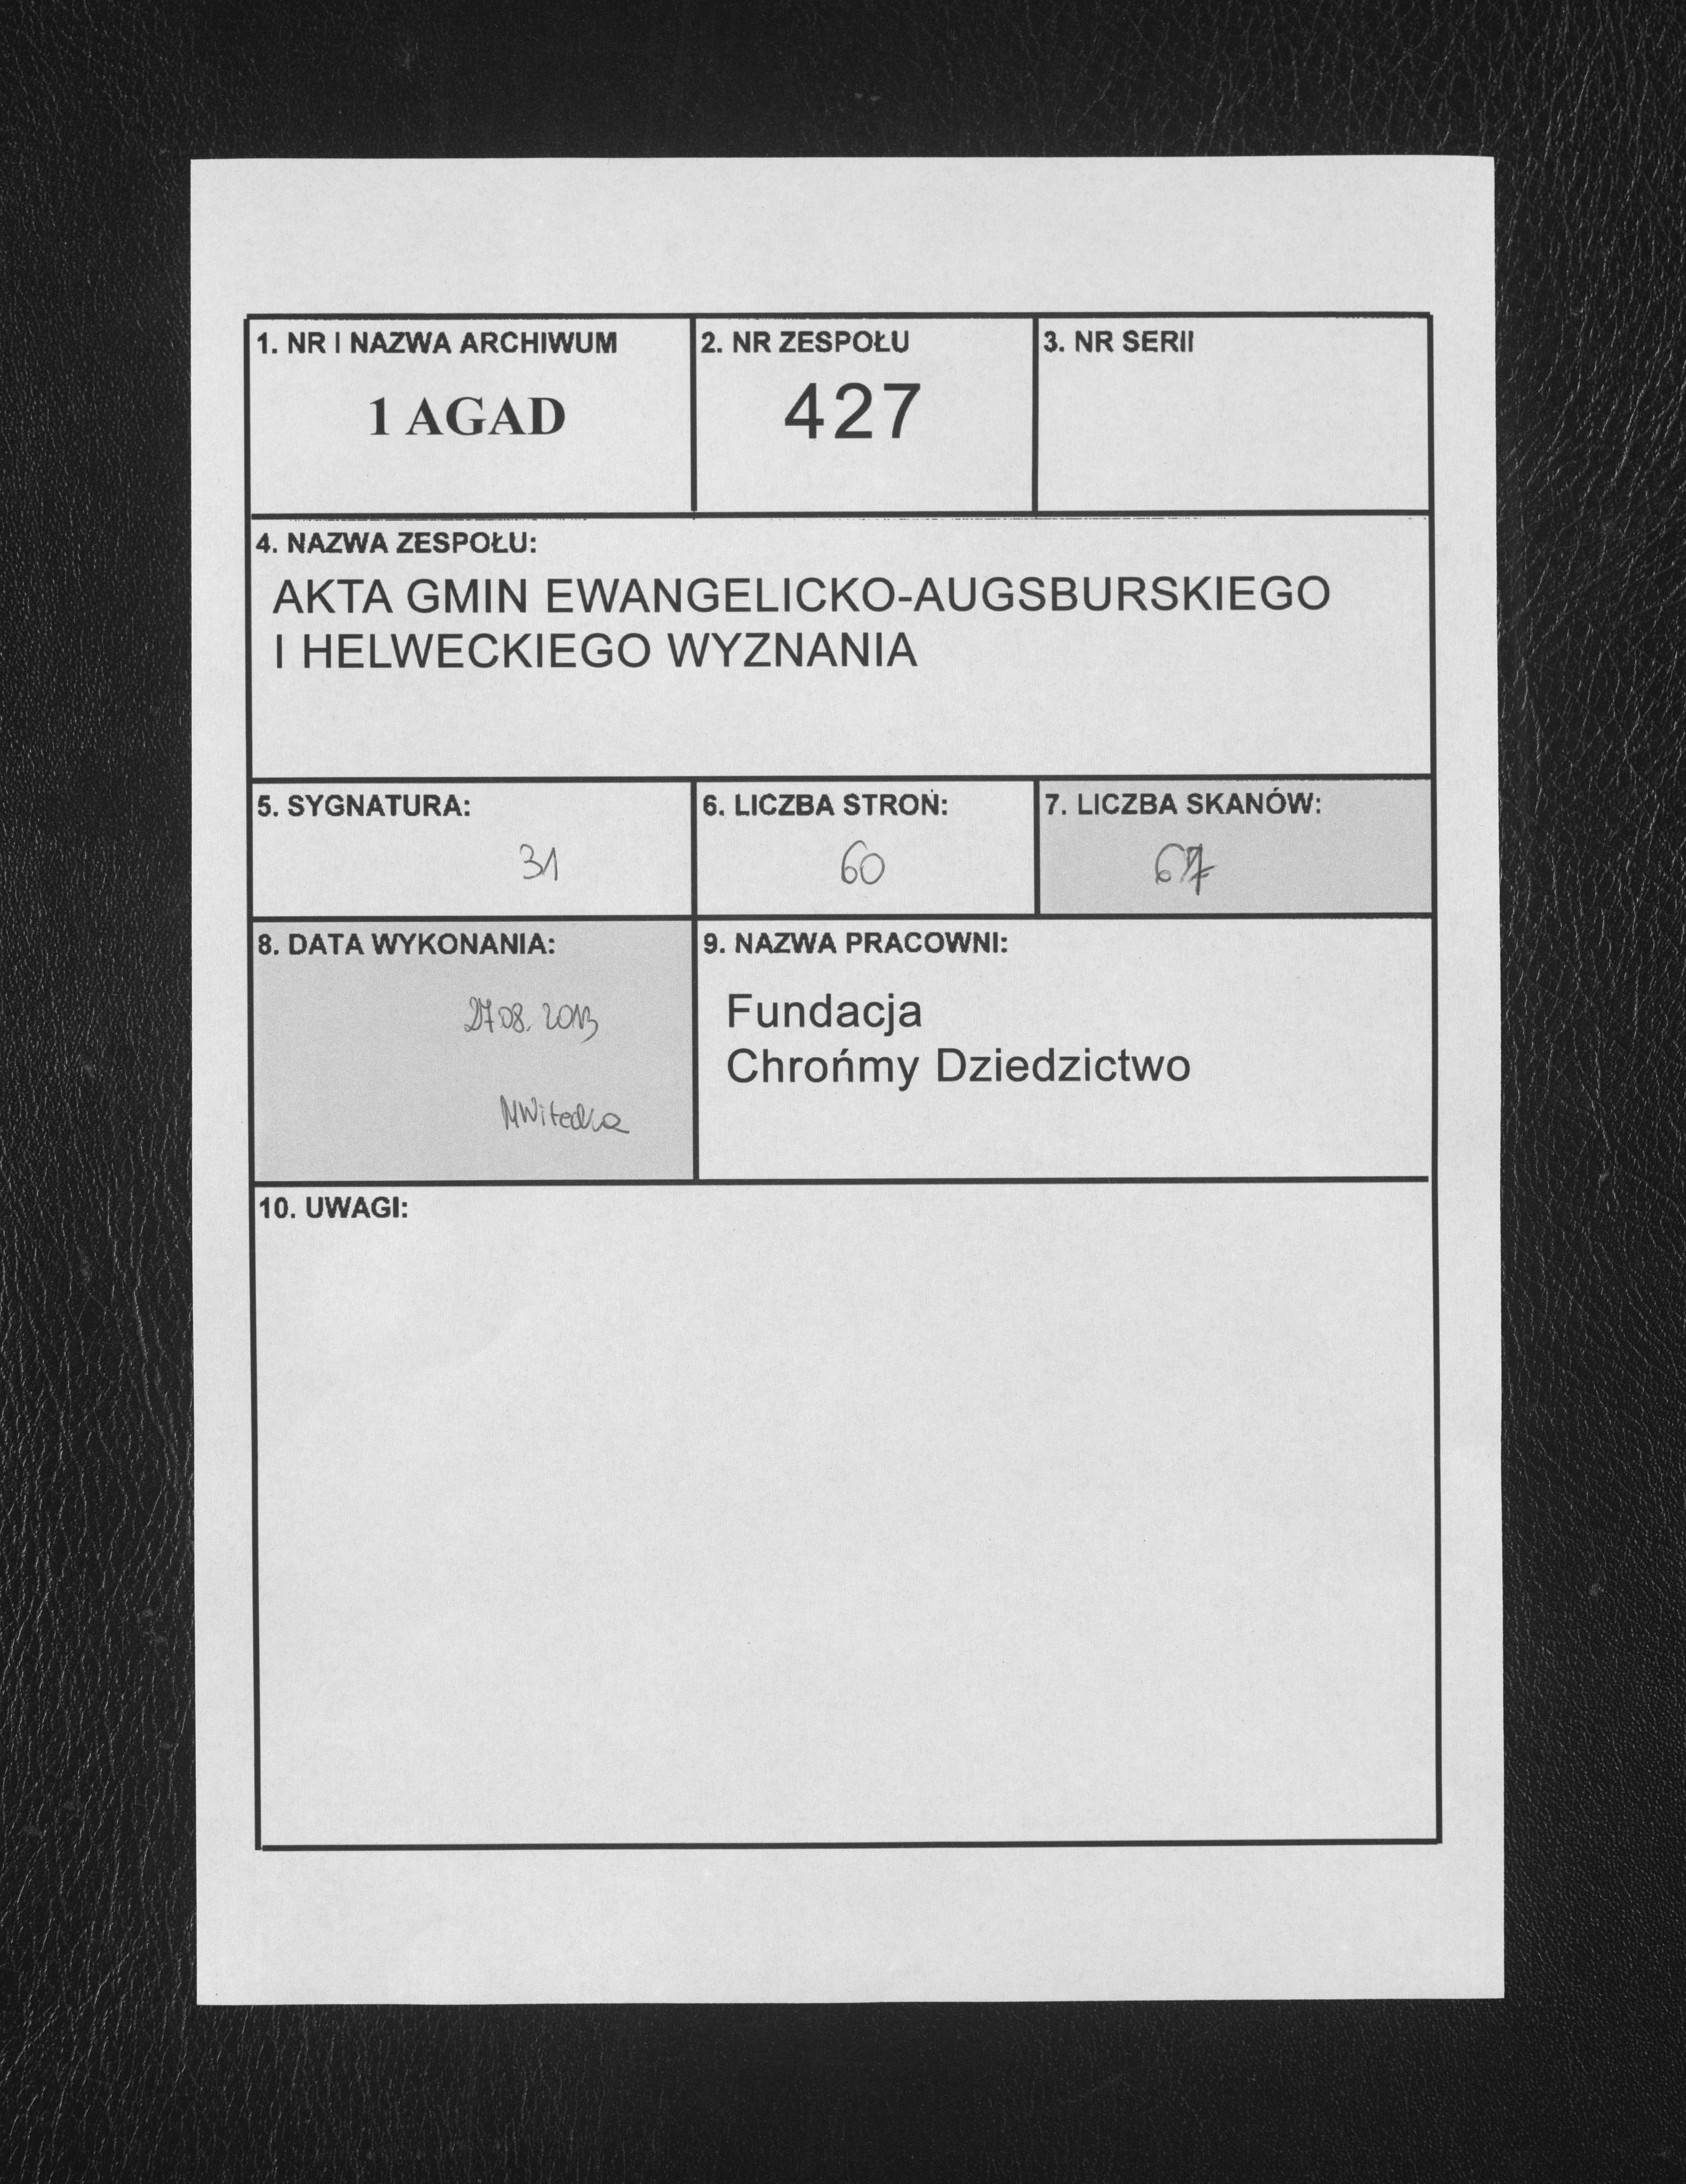 1. NR I NAZWA ARCHIWUM
1 AGAD
2. NR ZESPOŁU
427
3. NR SERII
4. NAZWA ZESPOŁU:
AKTA GMIN EWANGELICKO-AUGSBURSKIEGO
I HELWECKIEGO WYZNANIA
5. SYGNATURA:
31
6. LICZBA STRON:
60
7. LICZBA SKANÓW:
67
8. DATA WYKONANIA:
27.08.2013
9. NAZWA PRACOWNI:
Fundacja
Chrońmy Dziedzictwo
10. UWAGI: